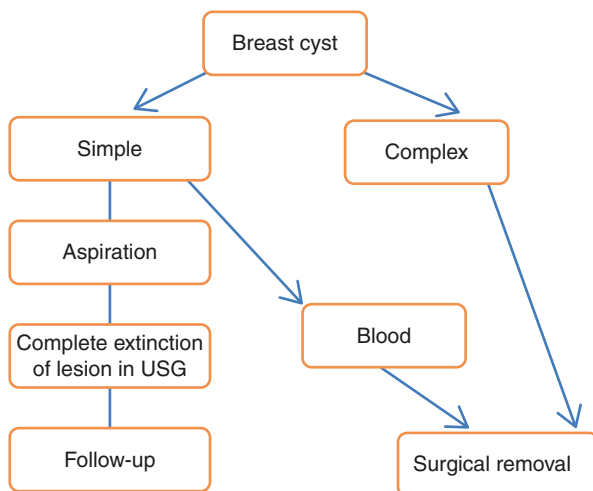 Breast cyst
Simple
Complex
Aspiration
Complete extinction
of lesion in USG
Blood
Follow-up
Surgical removal